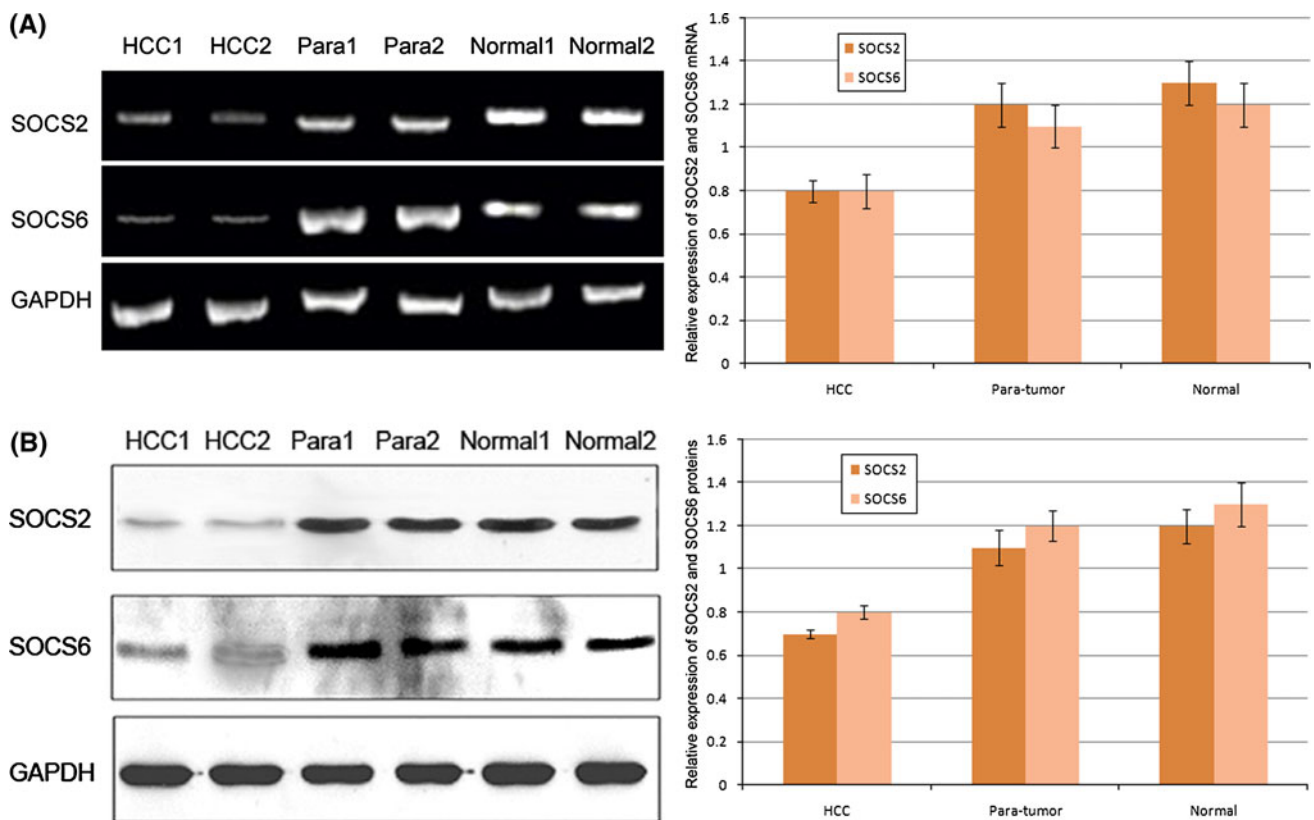 (A)
HCC1 HCC2 Para1 Para2 Normal1 Normal2
SOCS2
SOCS6
GAPDH
Relative expression of SOCS2 and SOCS6 mRNA
1.6
1.4
1.2
1
0.8
0.6
0.4
0.2
0
SOCS2
SOCS6
HCC Para-tumor Normal
(B)
HCC1 HCC2 Para1 Para2 Normal1 Normal2
SOCS2
SOCS6
GAPDH
Relative expression of SOCS2 and SOCS6 proteins
1.6
1.4
1.2
1
0.8
0.6
0.4
0.2
0
SOCS2
SOCS6
HCC Para-tumor Normal